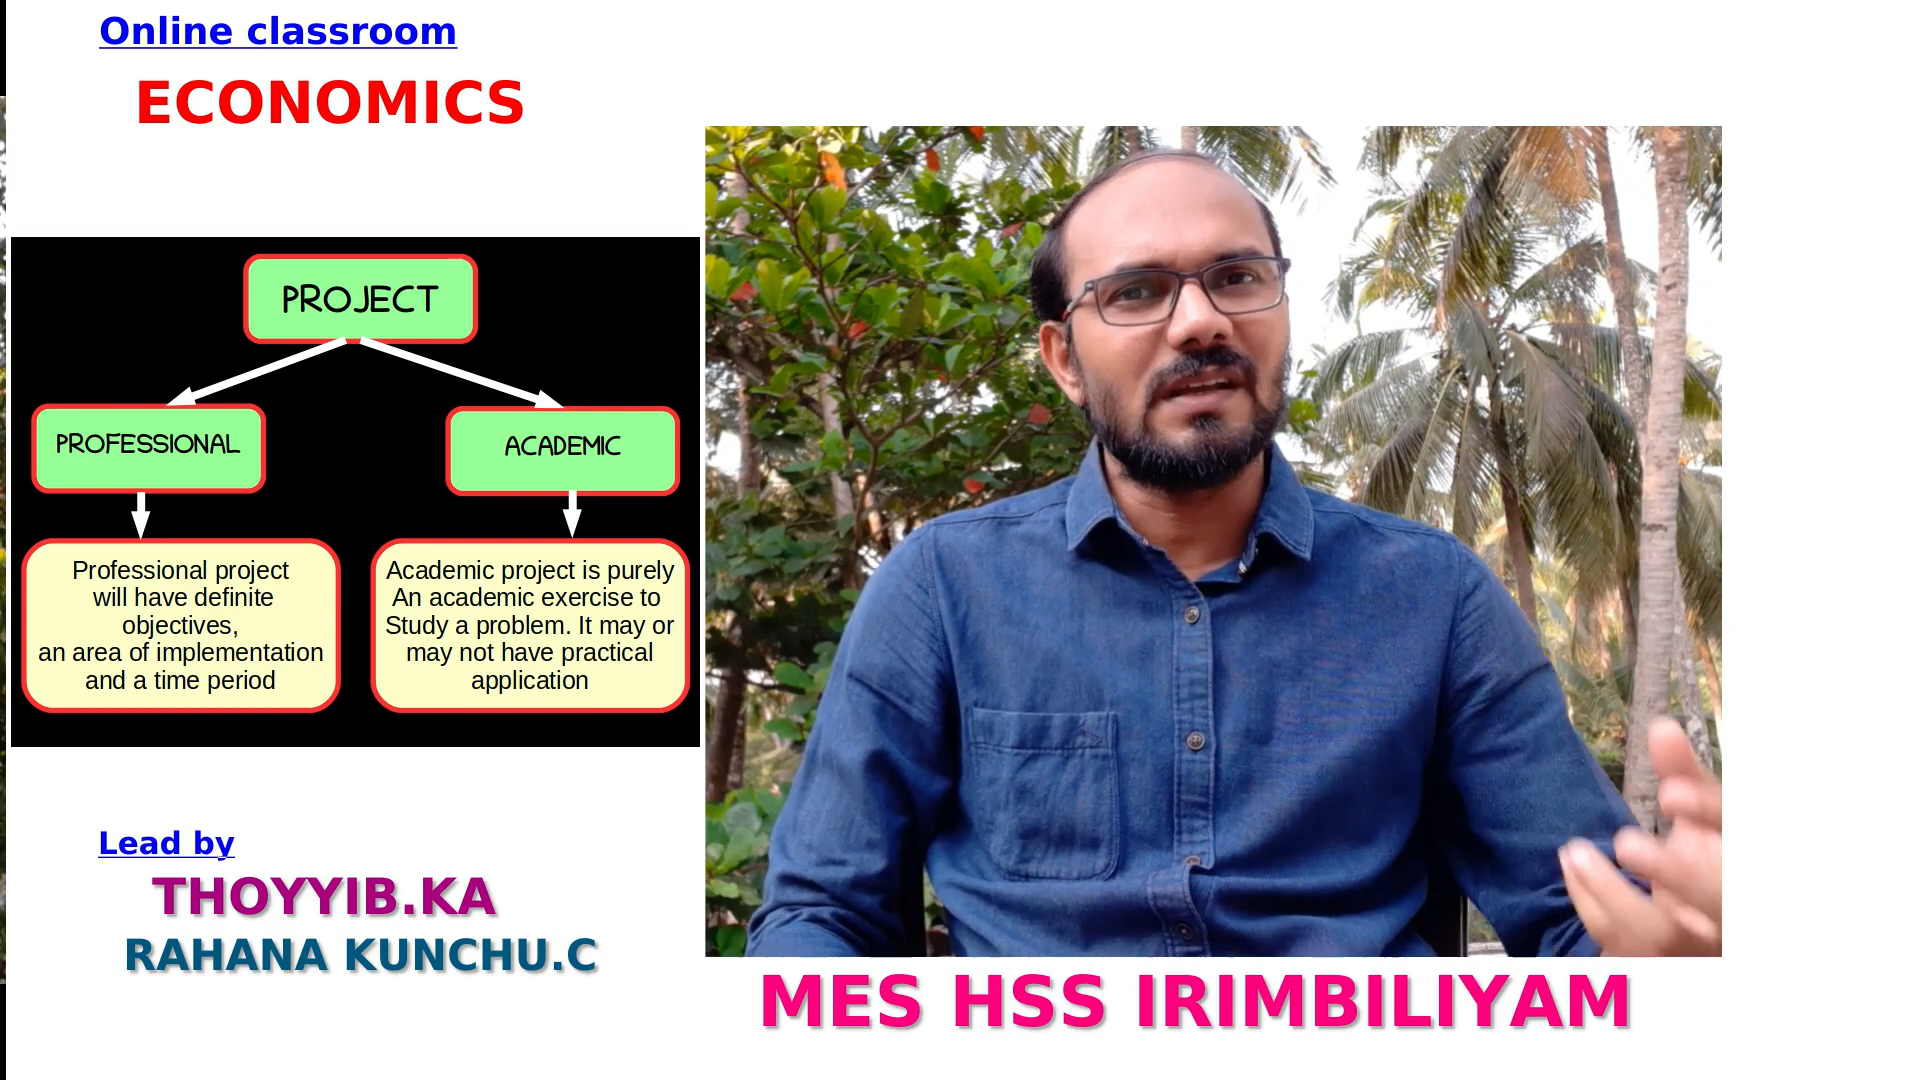 Online classroom
ECONOMICS
PROJECT
PROFESSIONAL
ACADEMIC
Professional project
will have definite
objectives,
an area of implementation
and a time period
Academic project is purely
An academic exercise to
Study a problem. It may or
may not have practical
application
Lead by
THOYYIB.KA
RAHANA KUNCHU.C
MES HSS IRIMBILIYAM